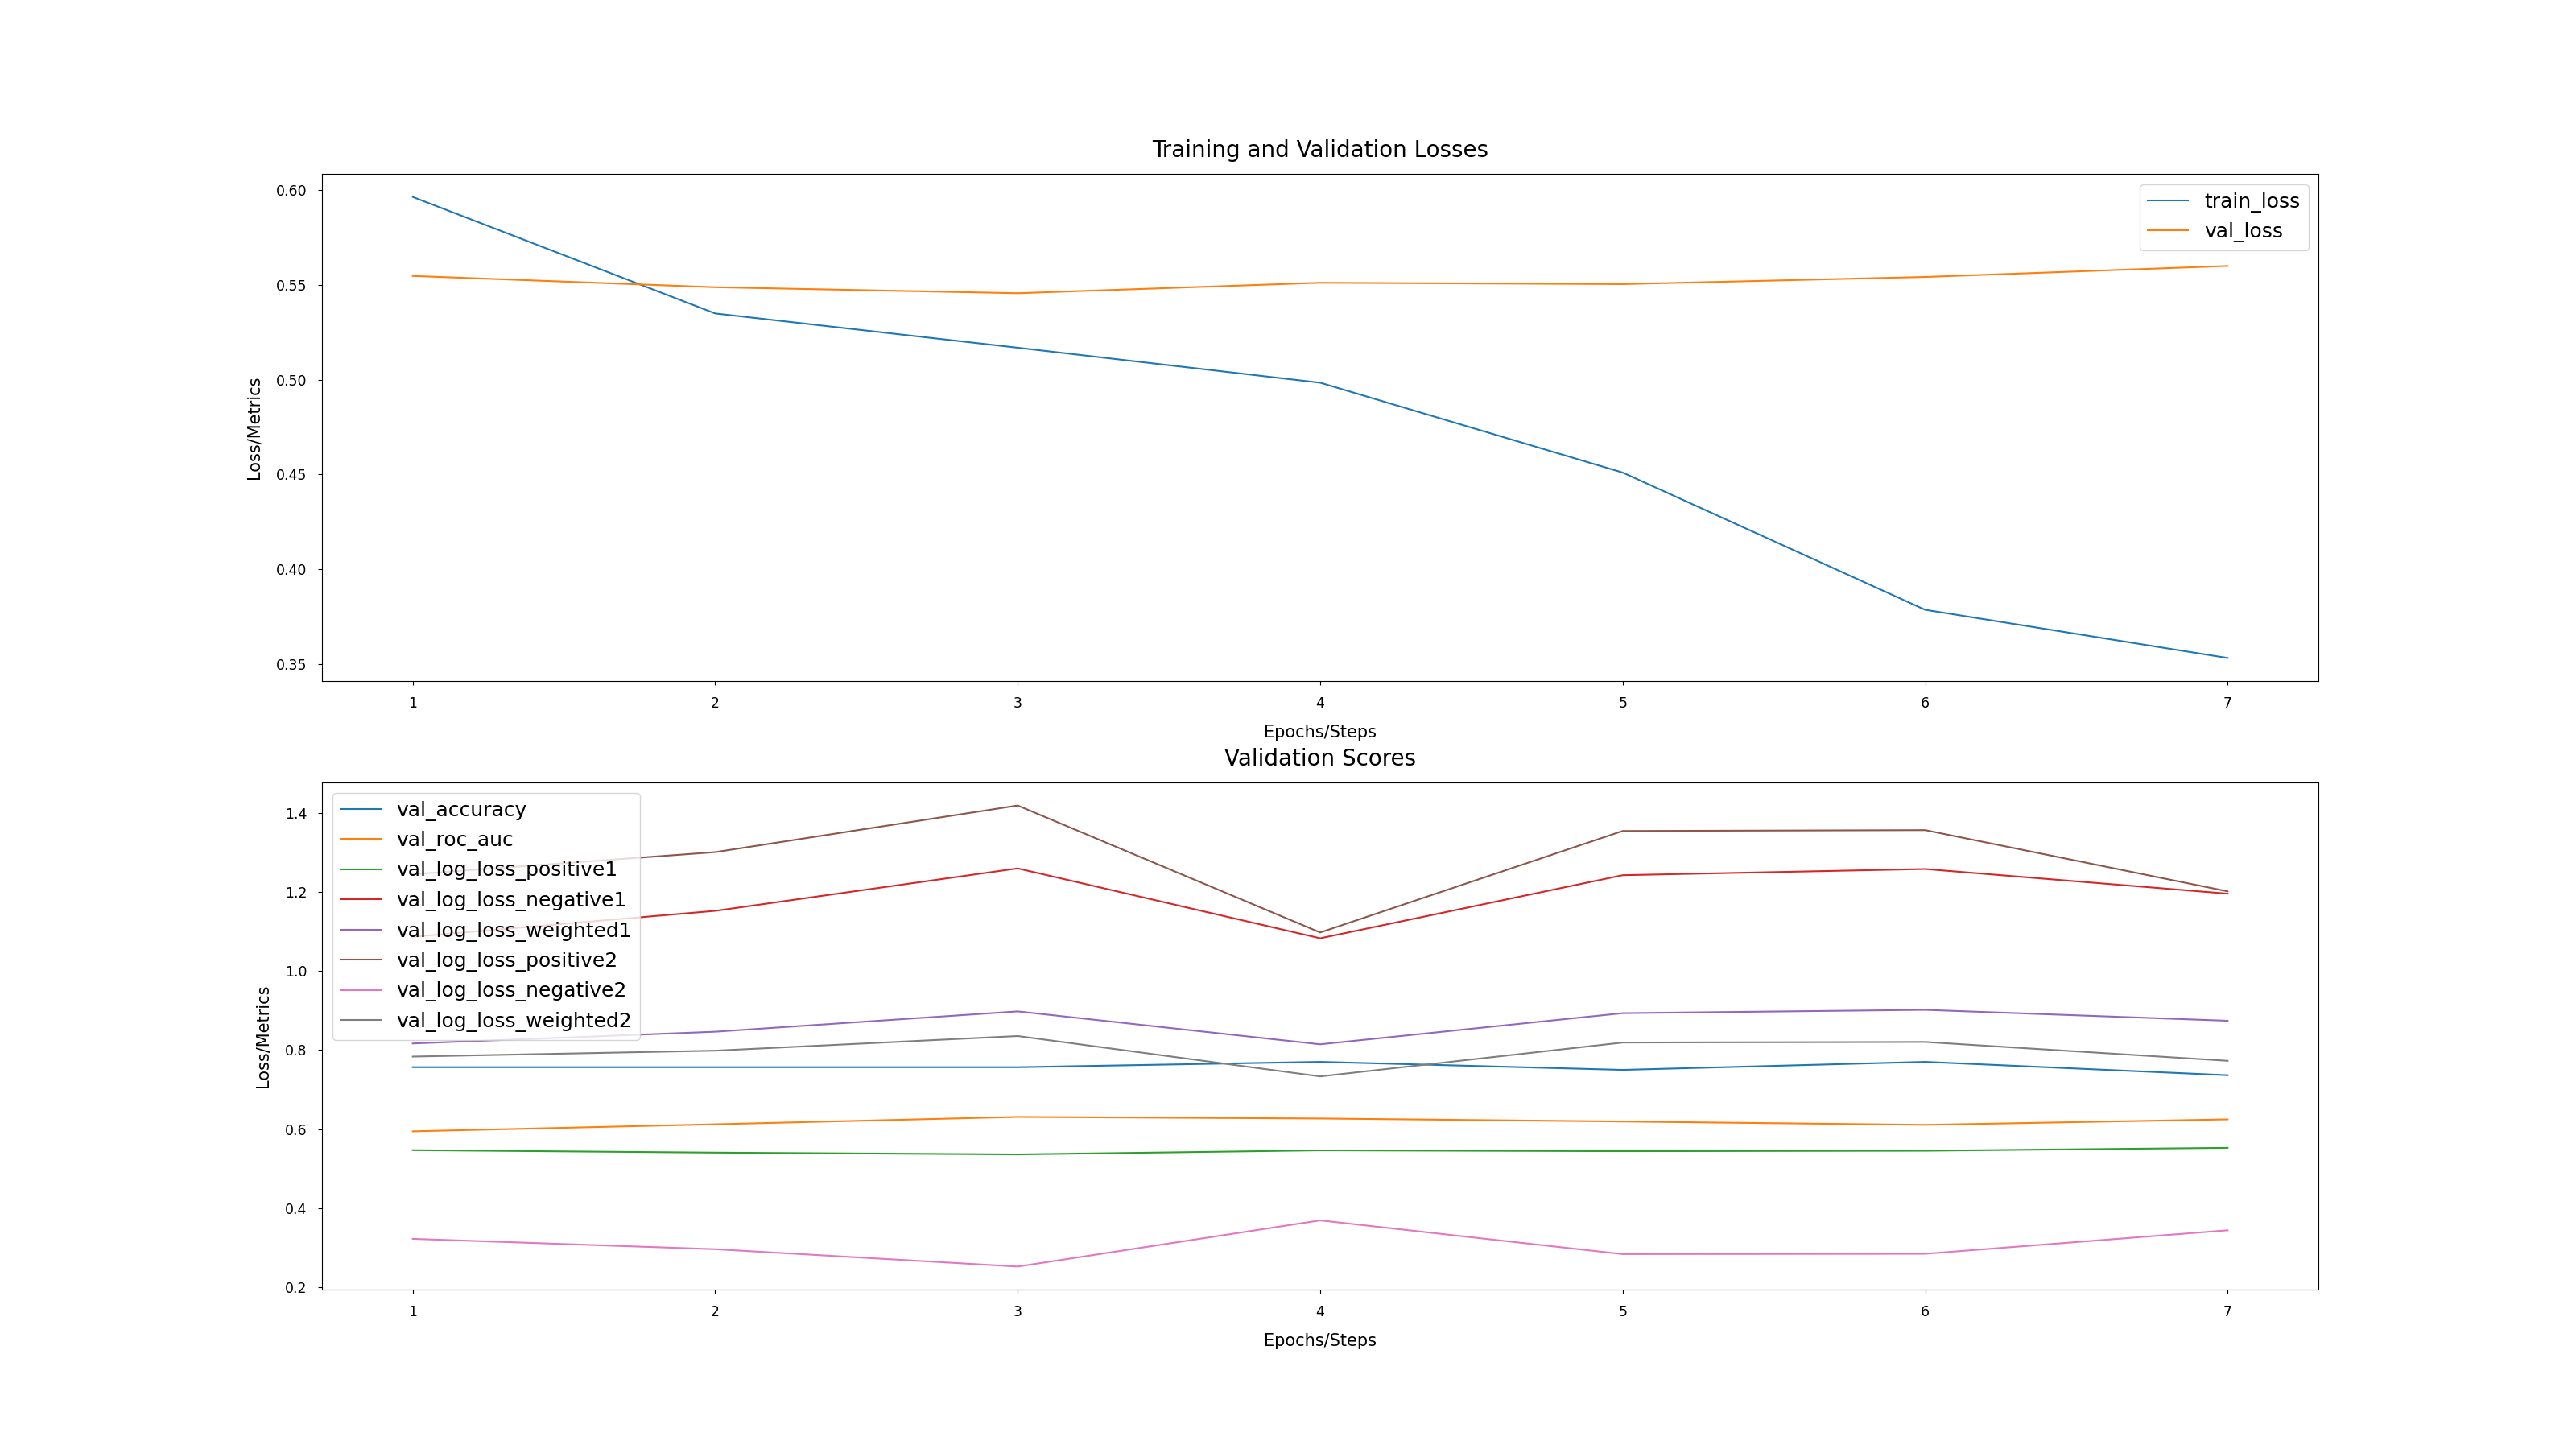 Training and Validation Losses
Loss/Metrics
0.60
0.55
0.50
0.45
0.40
0.35
train_loss
val_loss
1 2 3 4 5 6 7
Epochs/Steps
Validation Scores
Loss/Metrics
1.4
1.2
1.0
0.8
0.6
0.4
0.2
val_accuracy
val_roc_auc
val_log_loss_positive1
val_log_loss_negative1
val_log_loss_weighted1
val_log_loss_positive2
val_log_loss_negative2
val_log_loss_weighted2
1 2 3 4 5 6 7
Epochs/Steps